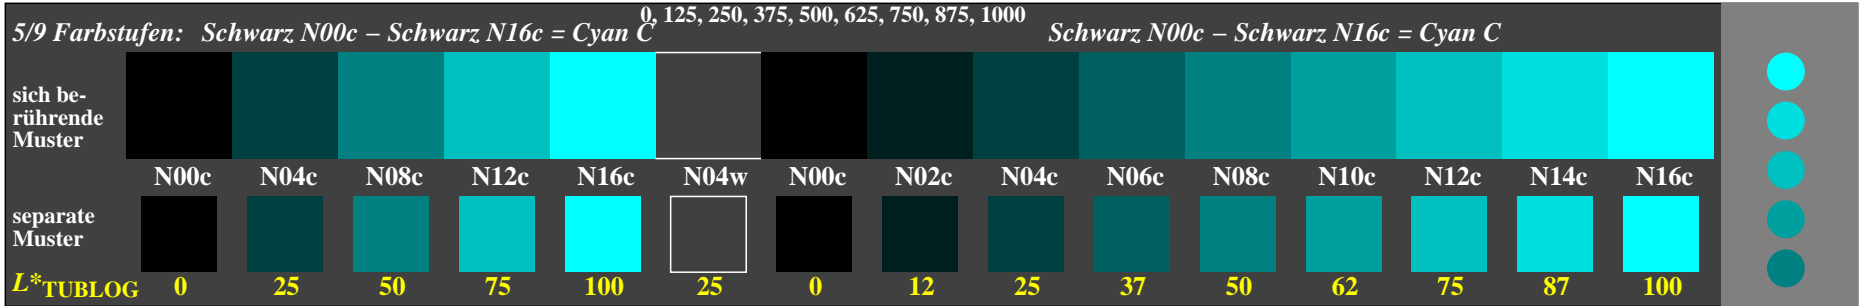 0, 125, 250, 375, 500, 625, 750, 875, 1000
5/9 Farbstufen: Schwarz N00c – Schwarz N16c = Cyan C Schwarz N00c – Schwarz N16c = Cyan C
sich be-
rührende
Muster
N00c N04c N08c N12c N16c N04w N00c N02c N04c N06c N08c N10c N12c N14c N16c
separate
Muster
L*TUBLOG 0 25 50 75 100 25 0 12 25 37 50 62 75 87 100